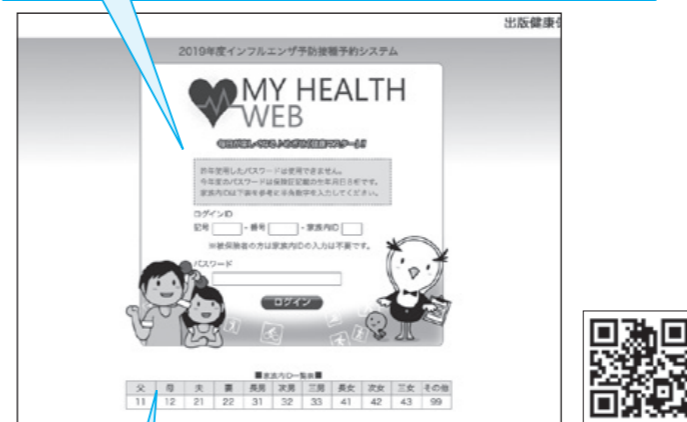 出版健康
2019年度インフルエンザ予防接種予約システム
MY HEALTH
WEB
昨年使用したパスワードは使用できません。
今年度のパスワードは保険証記載の生年月日8桁です。
家族内IDは下表を参考に半角数字を入力してください。
ログインID
記号 - 番号 - 家族内ID
※被保険者の方は家族内IDの入力は不要です。
パスワード
ログイン
■家族内ID一覧表■
父 母 夫 妻 長男 次男 三男 長女 次女 三女 その他
11 12 21 22 31 32 33 41 42 43 99